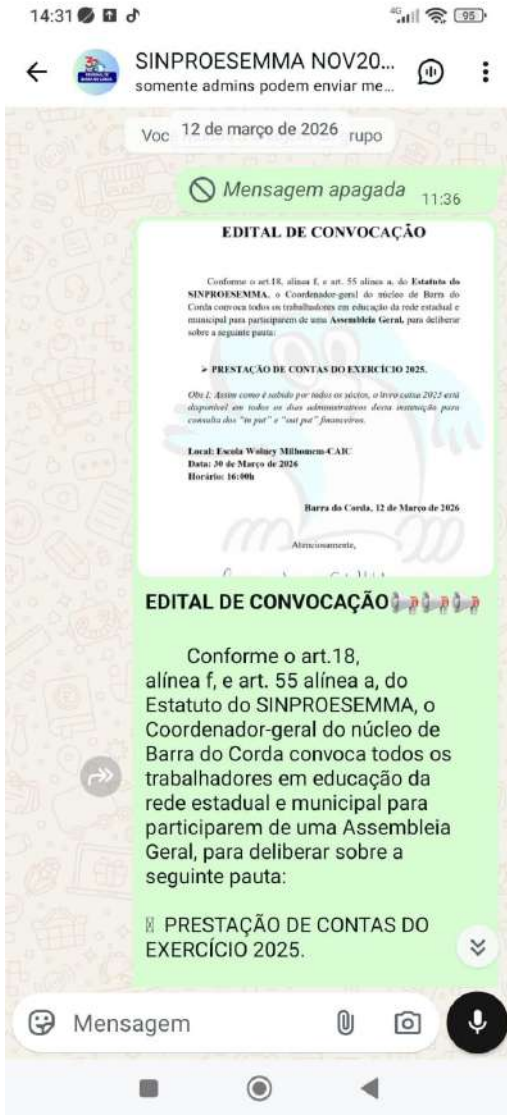 14:31
4G
95
SINPROESEMMA NOV20...
somente admins podem enviar me...
Voc
12 de março de 2026
rupo
Mensagem apagada 11:36
EDITAL DE CONVOCAÇÃO
Conforme o art.18, alínea f, e art. 55 alínea a, do Estatuto do
SINPROESEMMA, o Coordenador-geral do núcleo de Barra do
Corda convoca todos os trabalhadores em educação da rede estadual e
municipal para participarem de uma Assembleia Geral, para deliberar
sobre a seguinte pauta:
➢ PRESTAÇÃO DE CONTAS DO EXERCÍCIO 2025.
Obs I: Assim como é sabido por todos os sócios, o livro caixa 2025 está
disponível em todos os dias administrativos desta instituição para
consulta dos "in put" e "out put" financeiros.
Local: Escola Wolney Milhomem-CAIC
Data: 30 de Março de 2026
Horário: 16:00h
Barra do Corda, 12 de Março de 2026
Atenciosamente,
EDITAL DE CONVOCAÇÃO
Conforme o art.18,
alínea f, e art. 55 alínea a, do
Estatuto do SINPROESEMMA, o
Coordenador-geral do núcleo de
Barra do Corda convoca todos os
trabalhadores em educação da
rede estadual e municipal para
participarem de uma Assembleia
Geral, para deliberar sobre a
seguinte pauta:
PRESTAÇÃO DE CONTAS DO
EXERCÍCIO 2025.
Mensagem